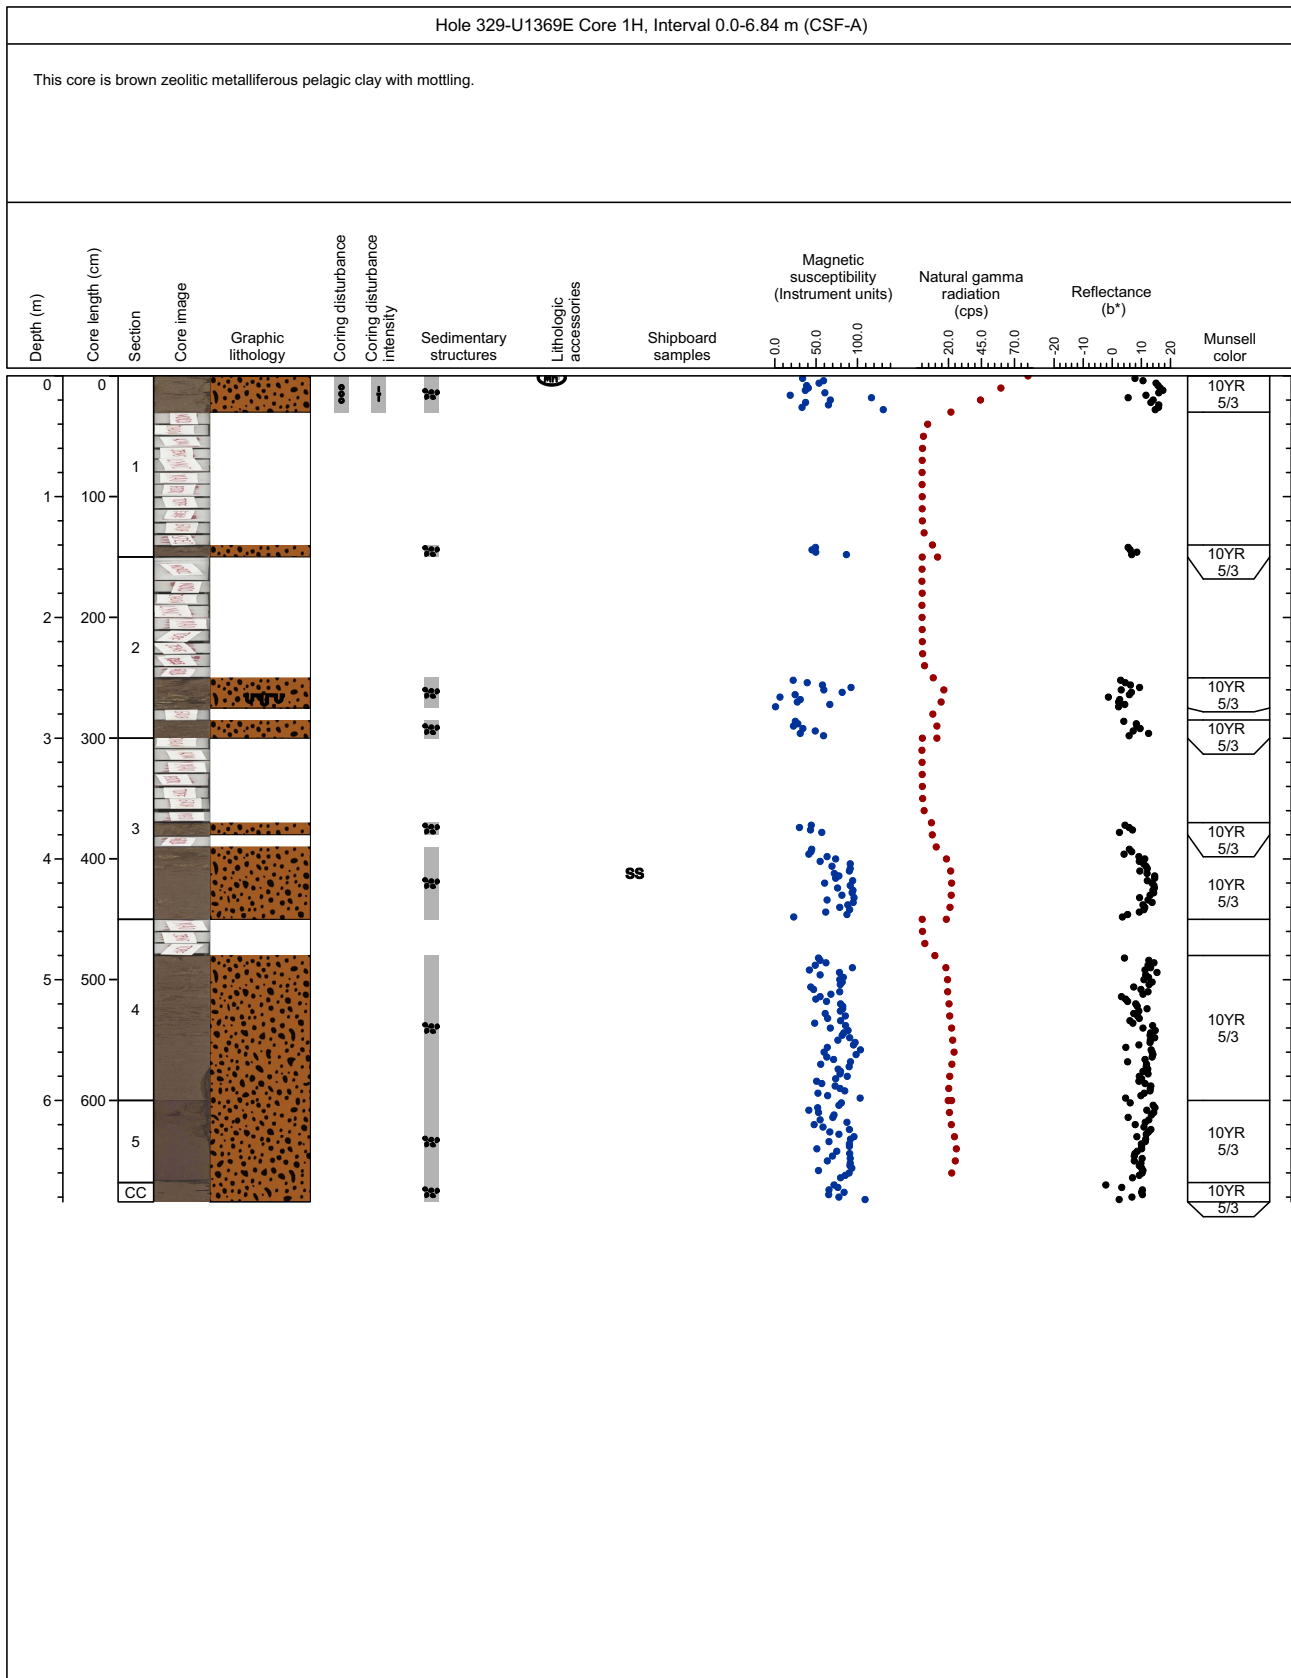 Hole 329-U1369E Core 1H, Interval 0.0-6.84 m (CSF-A)
This core is brown zeolitic metalliferous pelagic clay with mottling.
Depth (m)
Core length (cm)
Section
Core image
Graphic
lithology
Coring disturbance
Coring disturbance
intensity
Sedimentary
structures
Lithologic
accessories
Shipboard
samples
Magnetic
susceptibility
(Instrument units)
0.0
50.0
100.0
Natural gamma
radiation
(cps)
20.0
45.0
70.0
Reflectance
(b*)
-20
-10
0
10
20
Munsell
color
0
1
2
3
4
5
6
0
100
200
300
400
500
600
1
2
3
4
5
CC
SS
10YR
5/3
10YR
5/3
10YR
5/3
10YR
5/3
10YR
5/3
10YR
5/3
10YR
5/3
10YR
5/3
10YR
5/3